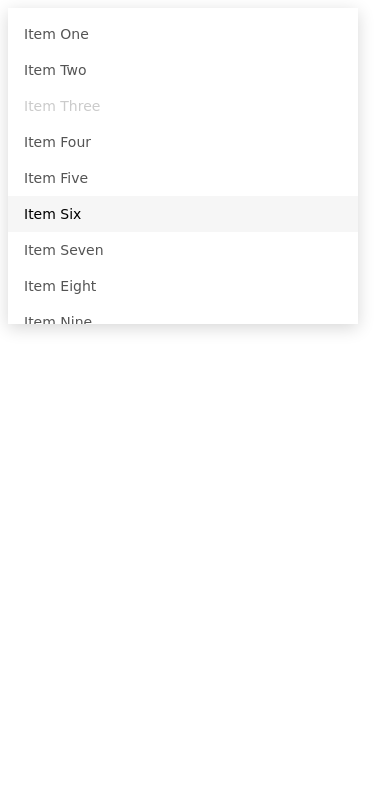 Item One
Item Two
Item Three
Item Four
Item Five
Item Six
Item Seven
Item Eight
Item Nine